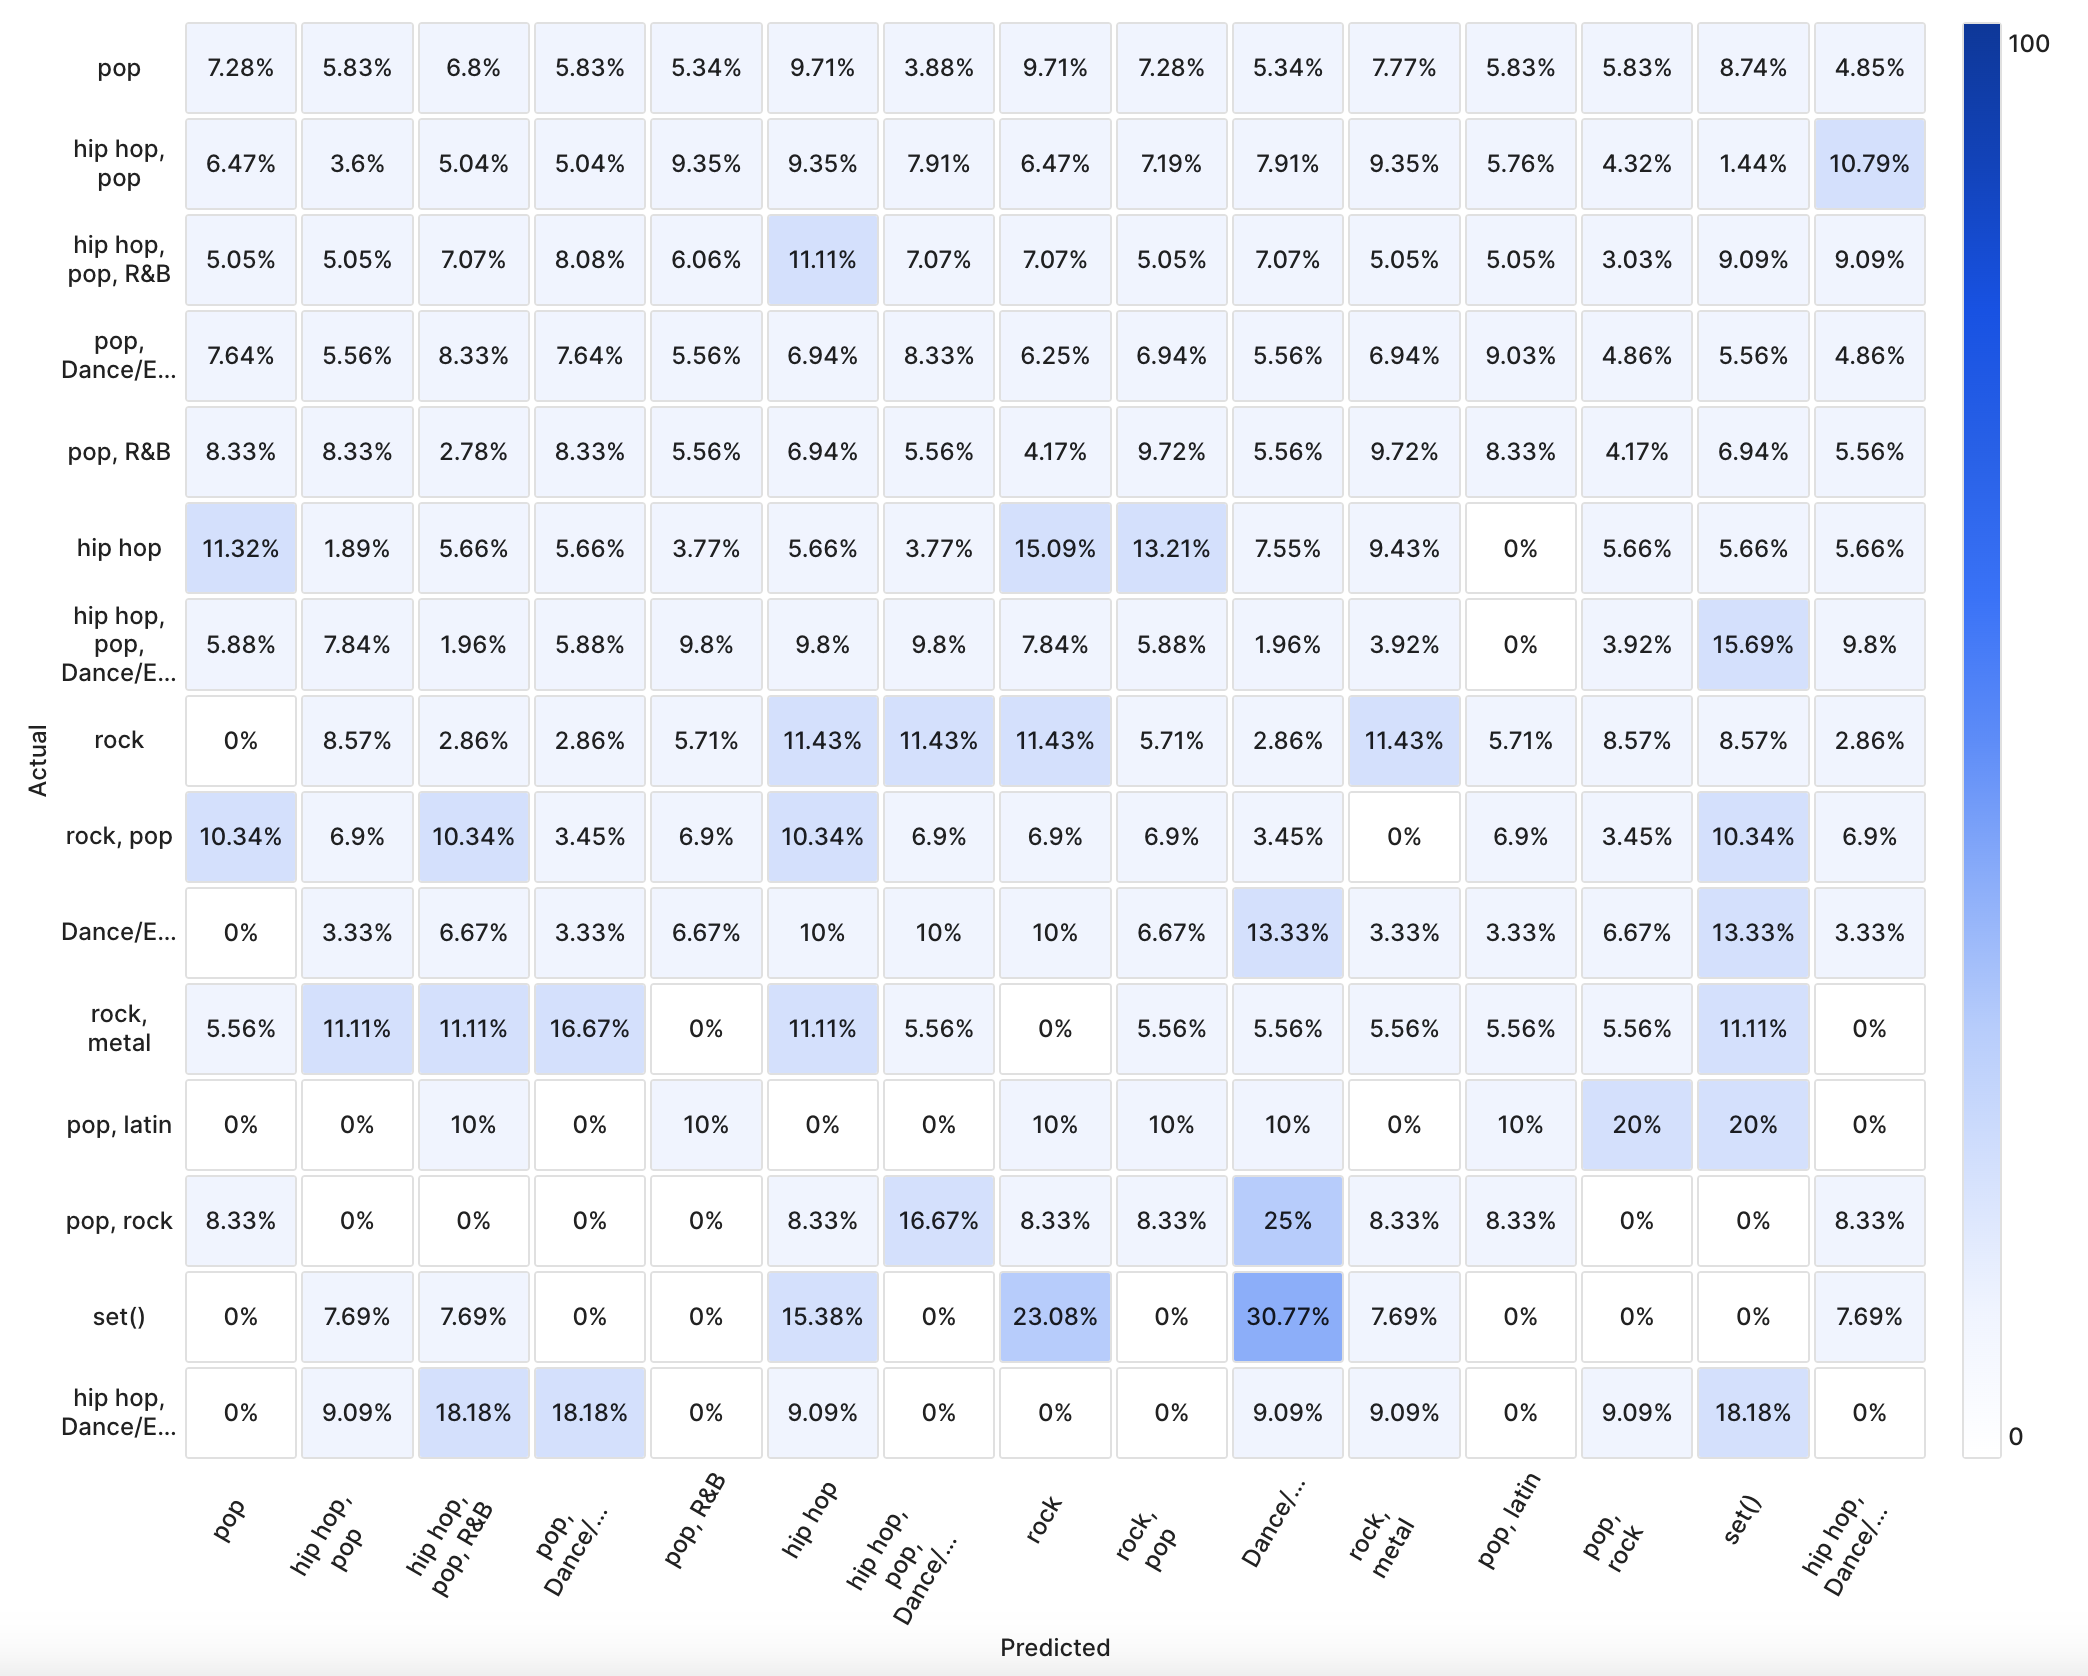 pop 7.28% 5.83% 6.8% 5.83% 5.34% 9.71% 3.88% 9.71% 7.28% 5.34% 7.77% 5.83% 5.83% 8.74% 4.85% 100
hip hop,
pop 6.47% 3.6% 5.04% 5.04% 9.35% 9.35% 7.91% 6.47% 7.19% 7.91% 9.35% 5.76% 4.32% 1.44% 10.79%
hip hop,
pop, R&B 5.05% 5.05% 7.07% 8.08% 6.06% 11.11% 7.07% 7.07% 5.05% 7.07% 5.05% 5.05% 3.03% 9.09% 9.09%
pop,
Dance/E... 7.64% 5.56% 8.33% 7.64% 5.56% 6.94% 8.33% 6.25% 6.94% 5.56% 6.94% 9.03% 4.86% 5.56% 4.86%
pop, R&B 8.33% 8.33% 2.78% 8.33% 5.56% 6.94% 5.56% 4.17% 9.72% 5.56% 9.72% 8.33% 4.17% 6.94% 5.56%
hip hop 11.32% 1.89% 5.66% 5.66% 3.77% 5.66% 3.77% 15.09% 13.21% 7.55% 9.43% 0% 5.66% 5.66% 5.66%
hip hop,
pop,
Dance/E... 5.88% 7.84% 1.96% 5.88% 9.8% 9.8% 9.8% 7.84% 5.88% 1.96% 3.92% 0% 3.92% 15.69% 9.8%
Actual
rock 0% 8.57% 2.86% 2.86% 5.71% 11.43% 11.43% 11.43% 5.71% 2.86% 11.43% 5.71% 8.57% 8.57% 2.86%
rock, pop 10.34% 6.9% 10.34% 3.45% 6.9% 10.34% 6.9% 6.9% 6.9% 3.45% 0% 6.9% 3.45% 10.34% 6.9%
Dance/E... 0% 3.33% 6.67% 3.33% 6.67% 10% 10% 10% 6.67% 13.33% 3.33% 3.33% 6.67% 13.33% 3.33%
rock,
metal 5.56% 11.11% 11.11% 16.67% 0% 11.11% 5.56% 0% 5.56% 5.56% 5.56% 5.56% 5.56% 11.11% 0%
pop, latin 0% 0% 10% 0% 10% 0% 0% 10% 10% 10% 0% 10% 20% 20% 0%
pop, rock 8.33% 0% 0% 0% 0% 8.33% 16.67% 8.33% 8.33% 25% 8.33% 8.33% 0% 0% 8.33%
set() 0% 7.69% 7.69% 0% 0% 15.38% 0% 23.08% 0% 30.77% 7.69% 0% 0% 0% 7.69%
hip hop,
Dance/E... 0% 9.09% 18.18% 18.18% 0% 9.09% 0% 0% 0% 9.09% 9.09% 0% 9.09% 18.18% 0% 0
pop
hip hop,
pop
hip hop,
pop, R&B
pop,
Dance/...
pop, R&B
hip hop
hip hop,
pop,
Dance/...
rock
rock,
pop
Dance/...
rock,
metal
pop, latin
pop,
rock
set()
hip hop,
Dance/...
Predicted